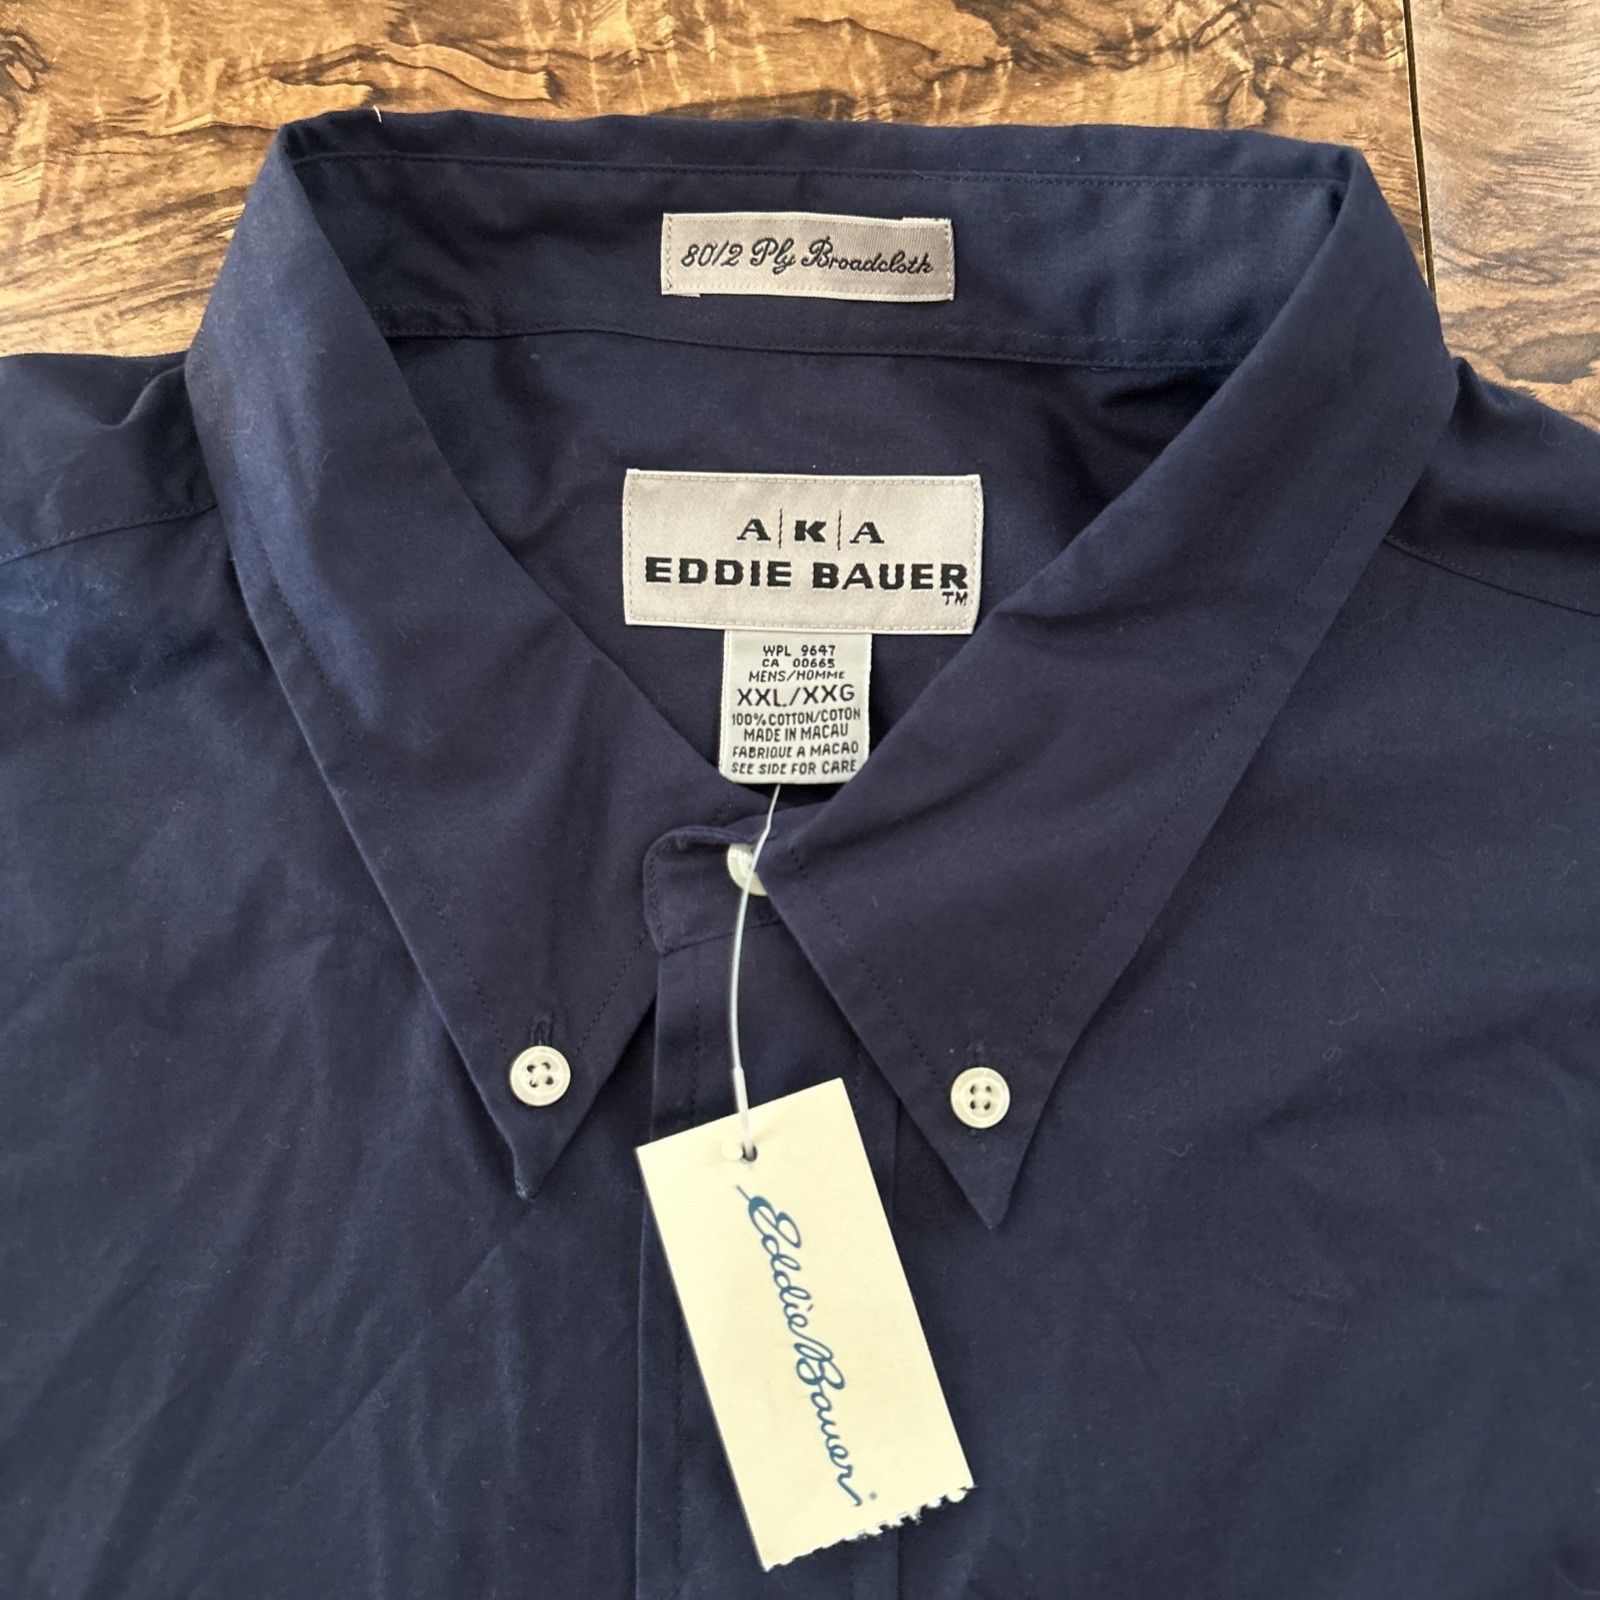 80/2 Ply Broadcloth
A|K|A
EDDIE BAUER
TM
WPL 9647
CA 00665
MENS/HOMME
XXL/XXG
100% COTTON/COTON
MADE IN MACAU
FABRIQUE A MACAO
SEE SIDE FOR CARE
Eddie Bauer